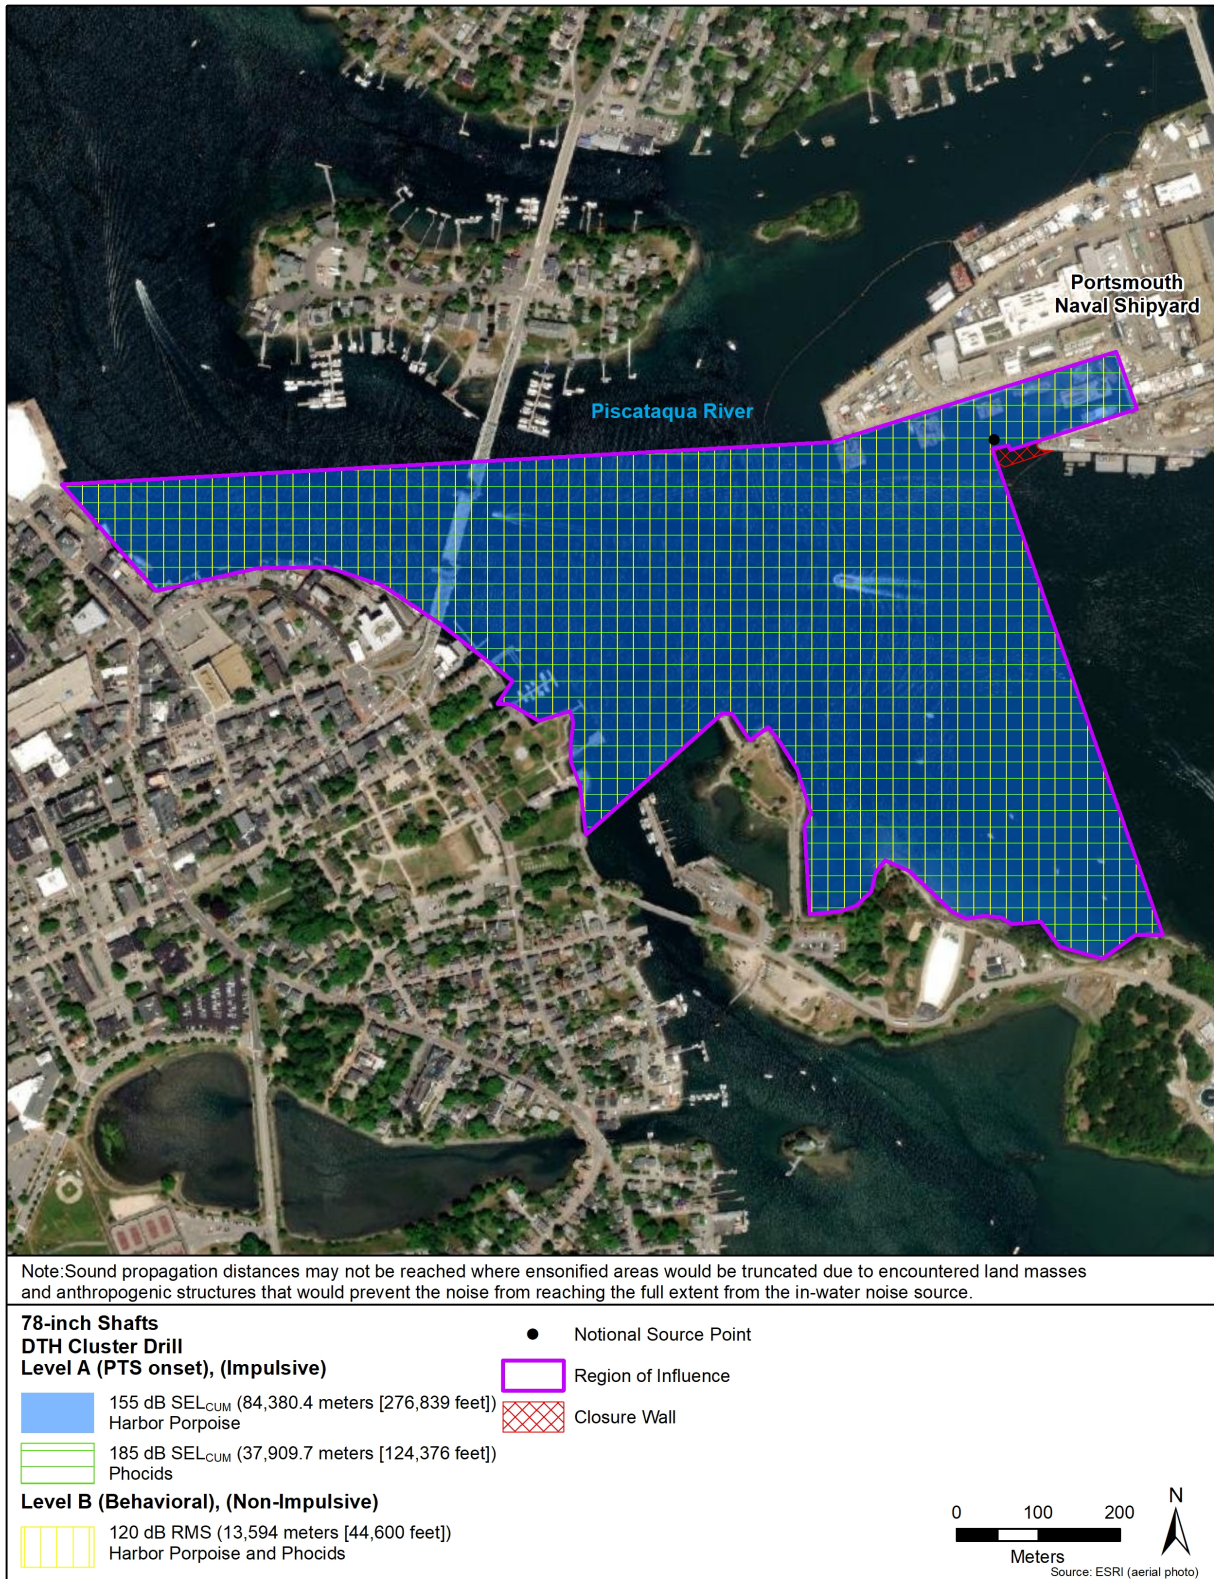 Portsmouth
Naval Shipyard
Piscataqua River
Note:Sound propagation distances may not be reached where ensonified areas would be truncated due to encountered land masses
and anthropogenic structures that would prevent the noise from reaching the full extent from the in-water noise source.
78-inch Shafts
DTH Cluster Drill
Level A (PTS onset), (Impulsive)
155 dB SELCUM (84,380.4 meters [276,839 feet])
Harbor Porpoise
185 dB SELCUM (37,909.7 meters [124,376 feet])
Phocids
Level B (Behavioral), (Non-Impulsive)
120 dB RMS (13,594 meters [44,600 feet])
Harbor Porpoise and Phocids
Notional Source Point
Region of Influence
Closure Wall
0 100 200
Meters
N
Source: ESRI (aerial photo)